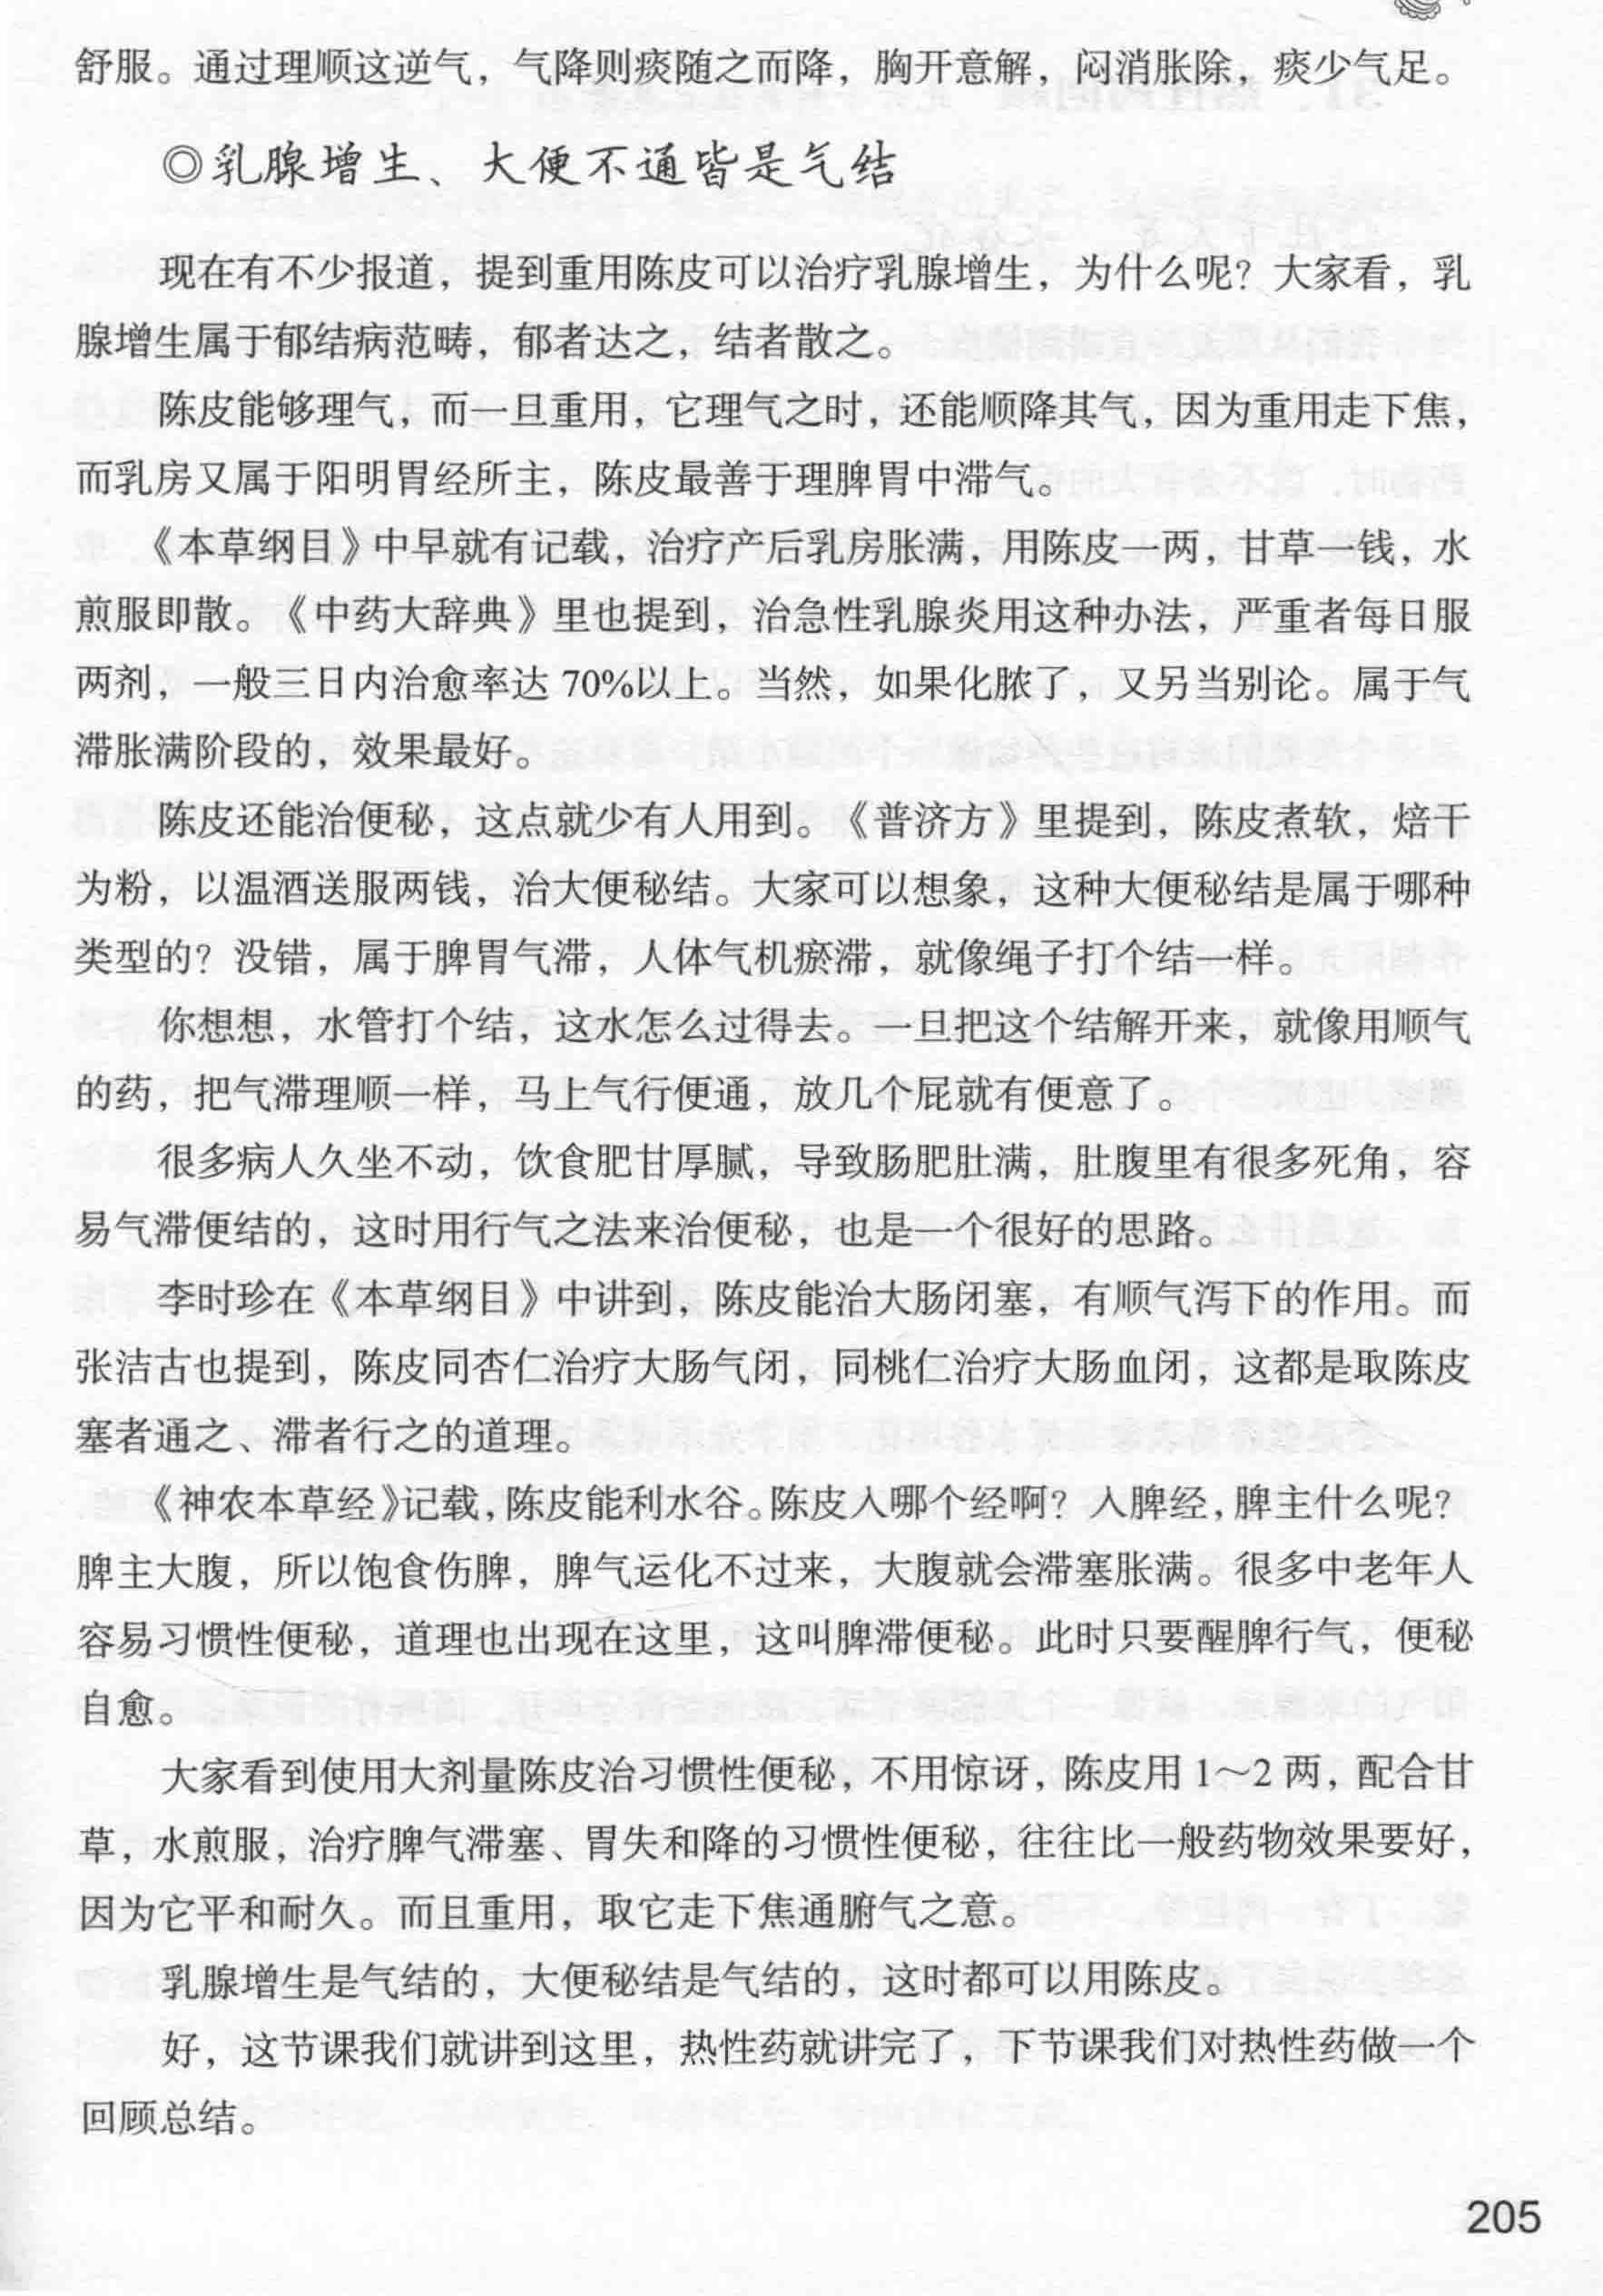 舒服。通过理顺这逆气，气降则痰随之而降，胸开意解，闷消胀除，痰少气足。
◎乳腺增生、大便不通皆是气结
现在有不少报道，提到重用陈皮可以治疗乳腺增生，为什么呢？大家看，乳
腺增生属于郁结病范畴，郁者达之，结者散之。
陈皮能够理气，而一旦重用，它理气之时，还能顺降其气，因为重用走下焦，
而乳房又属于阳明胃经所主，陈皮最善于理脾胃中滞气。
《本草纲目》中早就有记载，治疗产后乳房胀满，用陈皮一两，甘草一钱，水
煎服即散。《中药大辞典》里也提到，治急性乳腺炎用这种办法，严重者每日服
两剂，一般三日内治愈率达 70%以上。当然，如果化脓了，又另当别论。属于气
滞胀满阶段的，效果最好。
陈皮还能治便秘，这点就少有人用到。《普济方》里提到，陈皮煮软，焙干
为粉，以温酒送服两钱，治大便秘结。大家可以想象，这种大便秘结是属于哪种
类型的？没错，属于脾胃气滞，人体气机瘀滞，就像绳子打个结一样。
你想想，水管打个结，这水怎么过得去。一旦把这个结解开来，就像用顺气
的药，把气滞理顺一样，马上气行便通，放几个屁就有便意了。
很多病人久坐不动，饮食肥甘厚腻，导致肠肥肚满，肚腹里有很多死角，容
易气滞便结的，这时用行气之法来治便秘，也是一个很好的思路。
李时珍在《本草纲目》中讲到，陈皮能治大肠闭塞，有顺气泻下的作用。而
张洁古也提到，陈皮同杏仁治疗大肠气闭，同桃仁治疗大肠血闭，这都是取陈皮
塞者通之、滞者行之的道理。
《神农本草经》记载，陈皮能利水谷。陈皮入哪个经啊？入脾经，脾主什么呢？
脾主大腹，所以饱食伤脾，脾气运化不过来，大腹就会滞塞胀满。很多中老年人
容易习惯性便秘，道理也出现在这里，这叫脾滞便秘。此时只要醒脾行气，便秘
自愈。
大家看到使用大剂量陈皮治习惯性便秘，不用惊讶，陈皮用 1～2 两，配合甘
草，水煎服，治疗脾气滞塞、胃失和降的习惯性便秘，往往比一般药物效果要好，
因为它平和耐久。而且重用，取它走下焦通腑气之意。
乳腺增生是气结的，大便秘结是气结的，这时都可以用陈皮。
好，这节课我们就讲到这里，热性药就讲完了，下节课我们对热性药做一个
回顾总结。
205